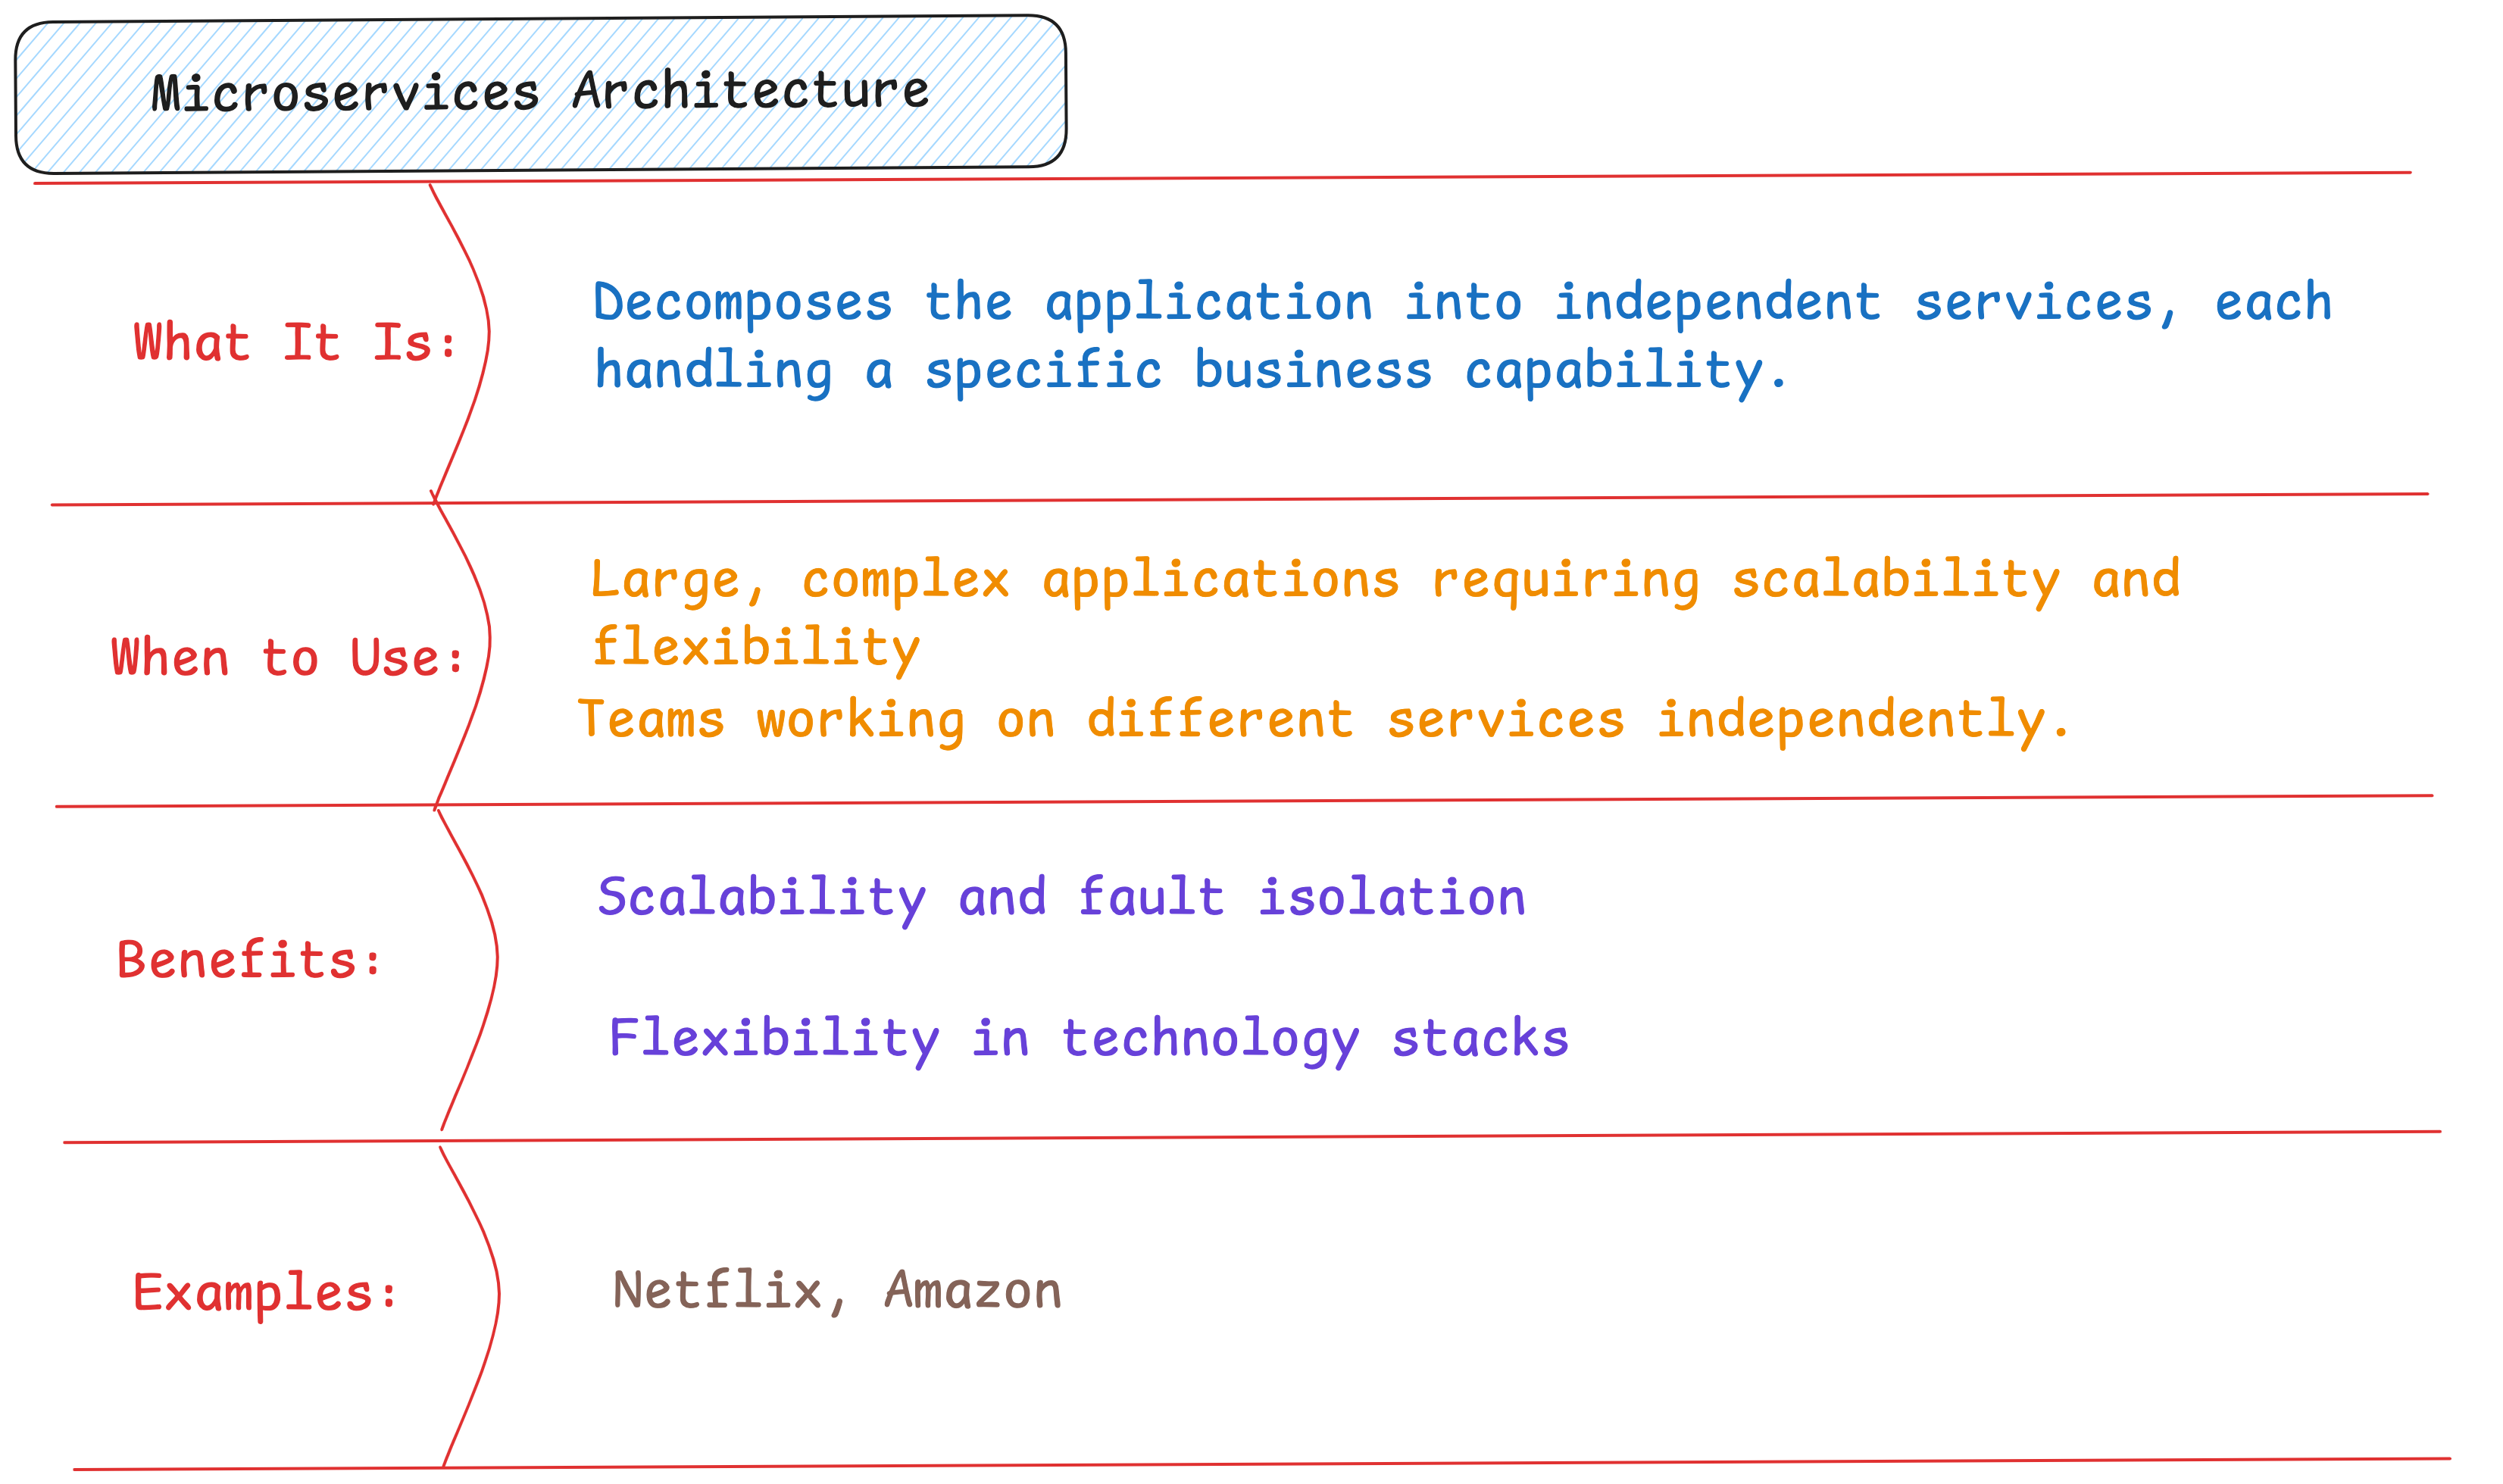 Microservices Architecture
What It Is:
Decomposes the application into independent services, each
handling a specific business capability.
When to Use:
Large, complex applications requiring scalability and
flexibility
Teams working on different services independently.
Benefits:
Scalability and fault isolation
Flexibility in technology stacks
Examples:
Netflix, Amazon